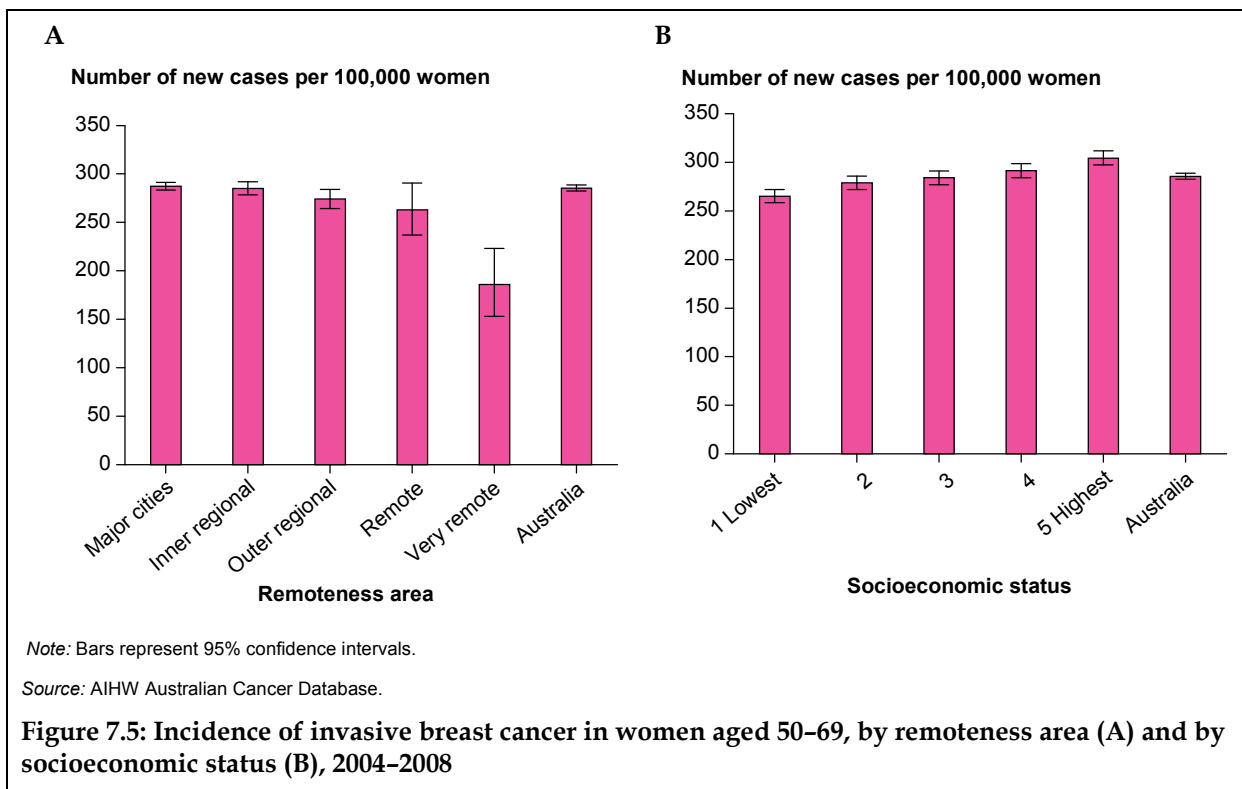 A
Number of new cases per 100,000 women
350
300
250
200
150
100
50
0
Major cities
Inner regional
Outer regional
Remote
Very remote
Australia
Remoteness area
B
Number of new cases per 100,000 women
350
300
250
200
150
100
50
0
1 Lowest
2
3
4
5 Highest
Australia
Socioeconomic status
Note: Bars represent 95% confidence intervals.
Source: AIHW Australian Cancer Database.
Figure 7.5: Incidence of invasive breast cancer in women aged 50–69, by remoteness area (A) and by
socioeconomic status (B), 2004–2008